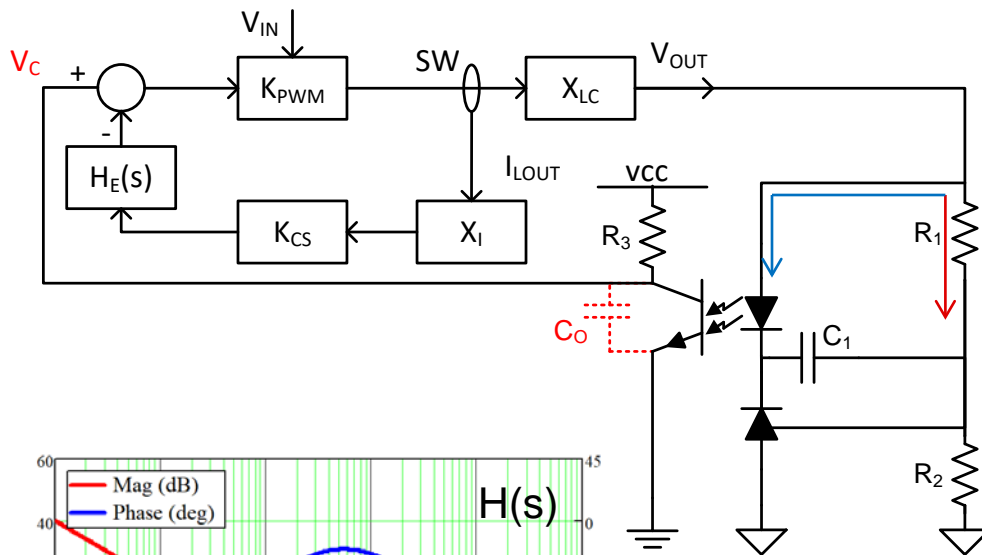 V_IN
V_C
+
K_PWM
SW
X_LC
V_OUT
-
H_E(s)
I_LOUT
vcc
K_CS
X_I
R_3
R_1
C_O
C_1
60
45
Mag (dB)
Phase (deg)
H(s)
R_2
40
0